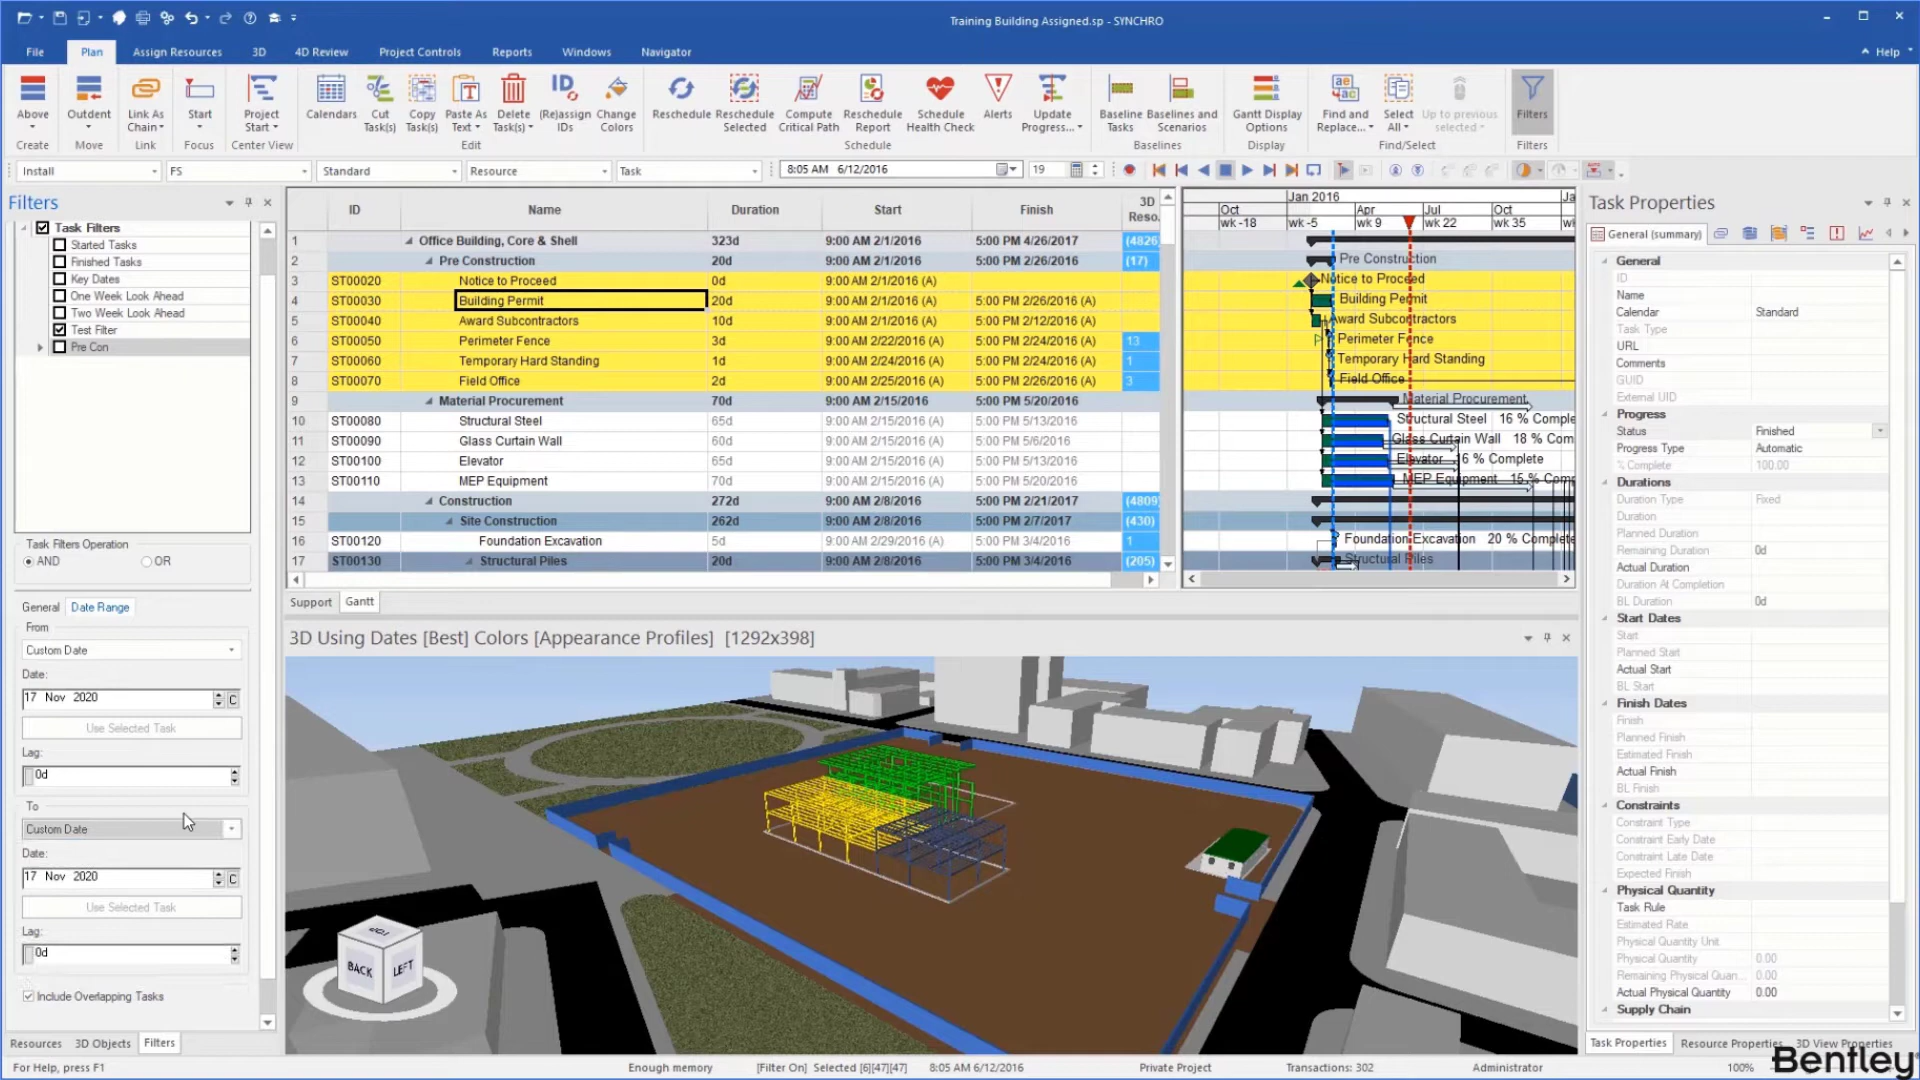 Training Building Assigned.sp - SYNCHRO
File Plan Assign Resources 3D 4D Review Project Controls Reports Windows Navigator Help
Above Outdent Link As Chain Start Project Start Calendars Cut Task(s) Copy Task(s) Paste As Text Delete Task(s) (Re)assign IDs Change Colors Reschedule Reschedule Selected Compute Critical Path Reschedule Report Schedule Health Check Alerts Update Progress... Baseline Tasks Baselines and Scenarios Gantt Display Options Find and Replace... Select All Up to previous selected Filters
Create Move Link Focus Center View Edit Schedule Baselines Display Find/Select Filters
Install FS Standard Resource Task 8:05 AM 6/12/2016 19
Filters
Task Filters
Started Tasks
Finished Tasks
Key Dates
One Week Look Ahead
Two Week Look Ahead
Test Filter
Pre Con
Task Filters Operation
AND OR
General Date Range
From
Custom Date
Date:
17 Nov 2020 C
Use Selected Task
Lag:
0d
To
Custom Date
Date:
17 Nov 2020 C
Use Selected Task
Lag:
0d
Include Overlapping Tasks
Resources 3D Objects Filters
ID Name Duration Start Finish 3D Reso.
1 Office Building, Core & Shell 323d 9:00 AM 2/1/2016 5:00 PM 4/26/2017 (4826
2 Pre Construction 20d 9:00 AM 2/1/2016 5:00 PM 2/26/2016 (17)
3 ST00020 Notice to Proceed 0d 9:00 AM 2/1/2016 (A)
4 ST00030 Building Permit 20d 9:00 AM 2/1/2016 (A) 5:00 PM 2/26/2016 (A)
5 ST00040 Award Subcontractors 10d 9:00 AM 2/1/2016 (A) 5:00 PM 2/12/2016 (A)
6 ST00050 Perimeter Fence 3d 9:00 AM 2/22/2016 (A) 5:00 PM 2/24/2016 (A) 13
7 ST00060 Temporary Hard Standing 1d 9:00 AM 2/24/2016 (A) 5:00 PM 2/24/2016 (A) 1
8 ST00070 Field Office 2d 9:00 AM 2/25/2016 (A) 5:00 PM 2/26/2016 (A) 3
9 Material Procurement 70d 9:00 AM 2/15/2016 5:00 PM 5/20/2016
10 ST00080 Structural Steel 65d 9:00 AM 2/15/2016 (A) 5:00 PM 5/13/2016
11 ST00090 Glass Curtain Wall 60d 9:00 AM 2/15/2016 (A) 5:00 PM 5/6/2016
12 ST00100 Elevator 65d 9:00 AM 2/15/2016 (A) 5:00 PM 5/13/2016
13 ST00110 MEP Equipment 70d 9:00 AM 2/15/2016 (A) 5:00 PM 5/20/2016
14 Construction 272d 9:00 AM 2/8/2016 5:00 PM 2/21/2017 (4809)
15 Site Construction 262d 9:00 AM 2/8/2016 5:00 PM 2/7/2017 (430)
16 ST00120 Foundation Excavation 5d 9:00 AM 2/29/2016 (A) 5:00 PM 3/4/2016 1
17 ST00130 Structural Piles 20d 9:00 AM 2/8/2016 5:00 PM 3/4/2016 (205)
Support Gantt
Jan 2016 Ja
Oct Apr Jul Oct
wk -18 wk -5 wk 9 wk 22 wk 35 wk
Pre Construction
Notice to Proceed
Building Permit
Award Subcontractors
Perimeter Fence
Temporary Hard Standing
Field Office
Material Procurement
Structural Steel 16 % Comple
Glass Curtain Wall 18 % Com
Elevator 16 % Complete
MEP Equipment 15 % Com
Foundation Excavation 20 % Complete
Structural Piles
3D Using Dates [Best] Colors [Appearance Profiles] [1292x398]
TOP
BACK LEFT
Task Properties
General (summary)
General
ID
Name
Calendar Standard
Task Type
URL
Comments
GUID
External UID
Progress
Status Finished
Progress Type Automatic
% Complete 100.00
Durations
Duration Type Fixed
Duration
Planned Duration
Remaining Duration 0d
Actual Duration
Duration At Completion
BL Duration 0d
Start Dates
Start
Planned Start
Actual Start
BL Start
Finish Dates
Finish
Planned Finish
Estimated Finish
Actual Finish
BL Finish
Constraints
Constraint Type
Constraint Early Date
Constraint Late Date
Expected Finish
Physical Quantity
Task Rule
Estimated Rate
Physical Quantity Unit
Physical Quantity 0.00
Remaining Physical Quan... 0.00
Actual Physical Quantity 0.00
Supply Chain
Task Properties Resource Properties 3D View Properties
For Help, press F1 Enough memory [Filter On] Selected [6][47][47] 8:05 AM 6/12/2016 Private Project Transactions: 302 Administrator 100%
Bentley